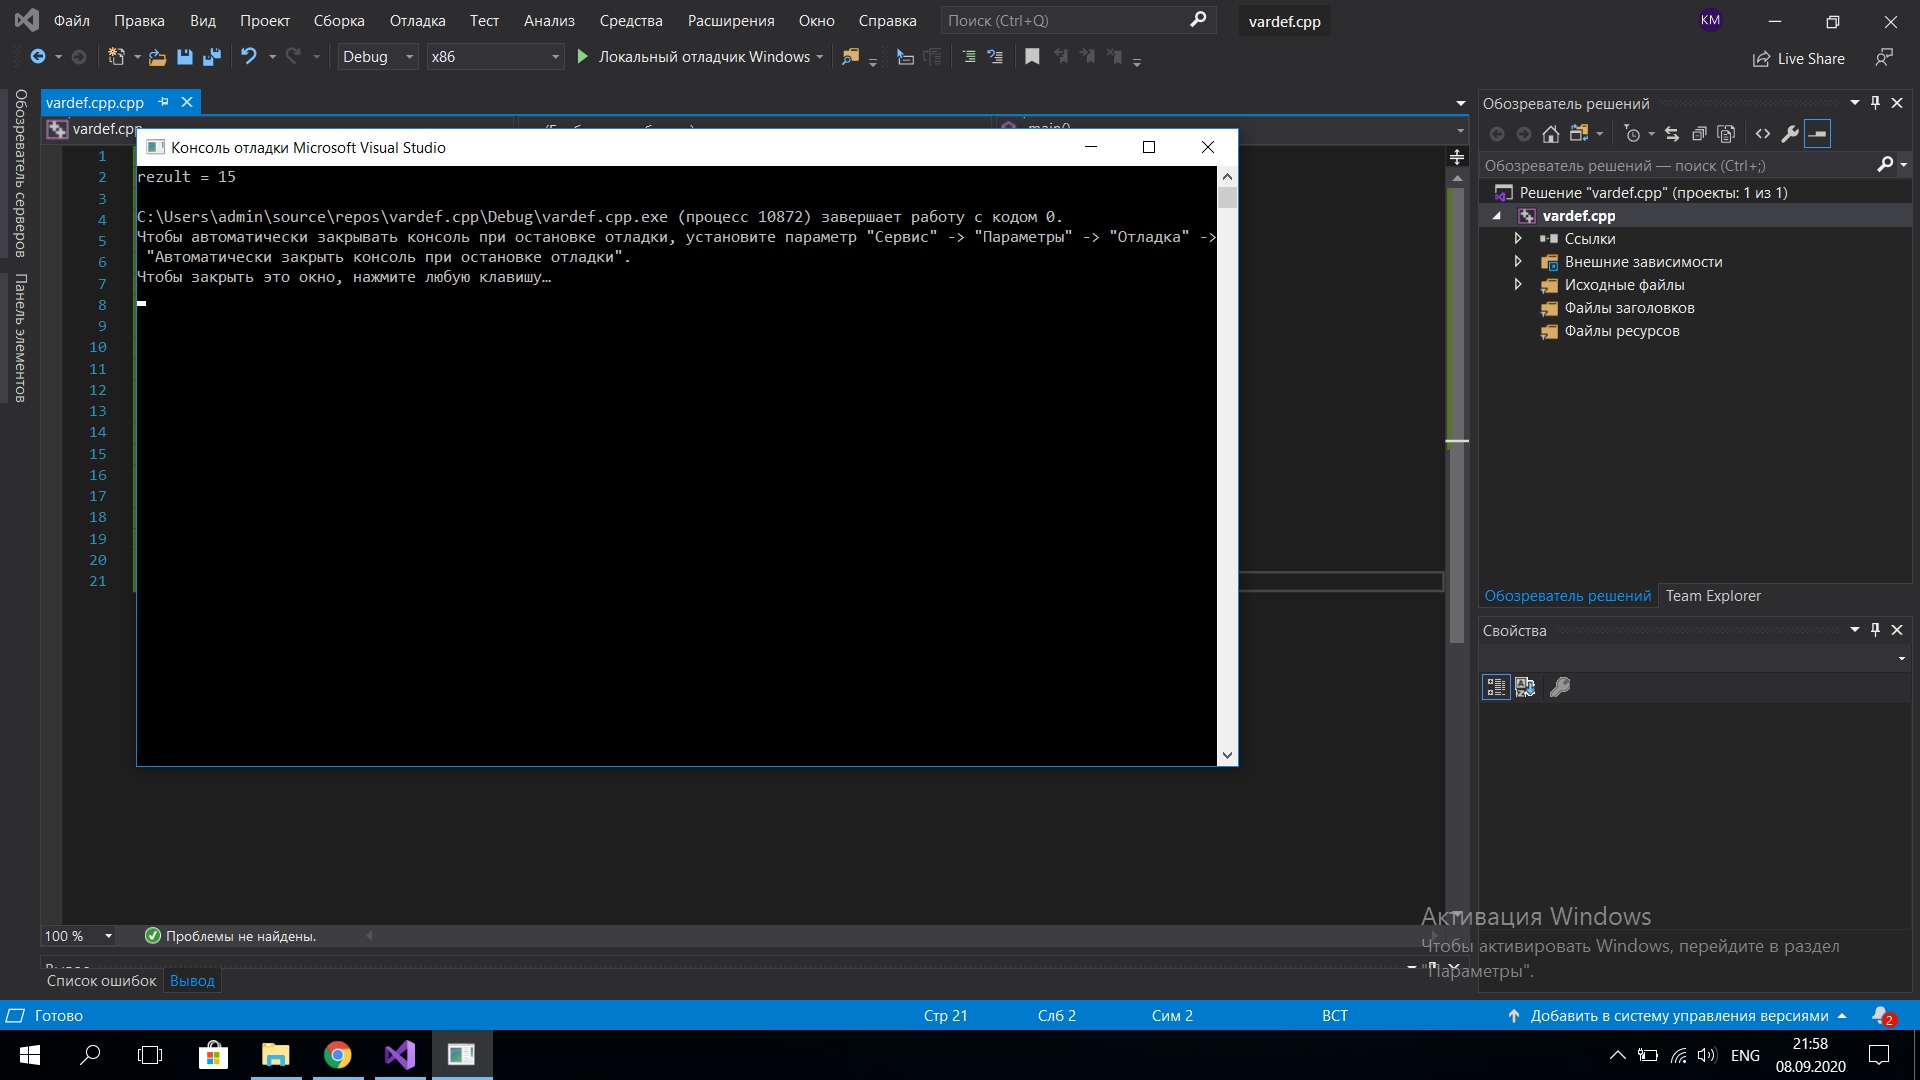 Файл Правка Вид Проект Сборка Отладка Тест Анализ Средства Расширения Окно Справка Поиск (Ctrl+Q) vardef.cpp KM
Debug x86 Локальный отладчик Windows Live Share
Обозреватель серверов
Панель элементов
vardef.cpp.cpp
vardef.cpp
main()
Консоль отладки Microsoft Visual Studio
rezult = 15
C:\Users\admin\source\repos\vardef.cpp\Debug\vardef.cpp.exe (процесс 10872) завершает работу с кодом 0.
Чтобы автоматически закрывать консоль при остановке отладки, установите параметр "Сервис" -> "Параметры" -> "Отладка" ->
"Автоматически закрыть консоль при остановке отладки".
Чтобы закрыть это окно, нажмите любую клавишу…
1
2
3
4
5
6
7
8
9
10
11
12
13
14
15
16
17
18
19
20
21
Обозреватель решений
Обозреватель решений — поиск (Ctrl+;)
Решение "vardef.cpp" (проекты: 1 из 1)
vardef.cpp
Ссылки
Внешние зависимости
Исходные файлы
Файлы заголовков
Файлы ресурсов
Обозреватель решений Team Explorer
Свойства
Активация Windows
Чтобы активировать Windows, перейдите в раздел
"Параметры".
100 % Проблемы не найдены.
Вывод
Список ошибок Вывод
Готово Стр 21 Слб 2 Сим 2 ВСТ Добавить в систему управления версиями 2
ENG
21:58
08.09.2020